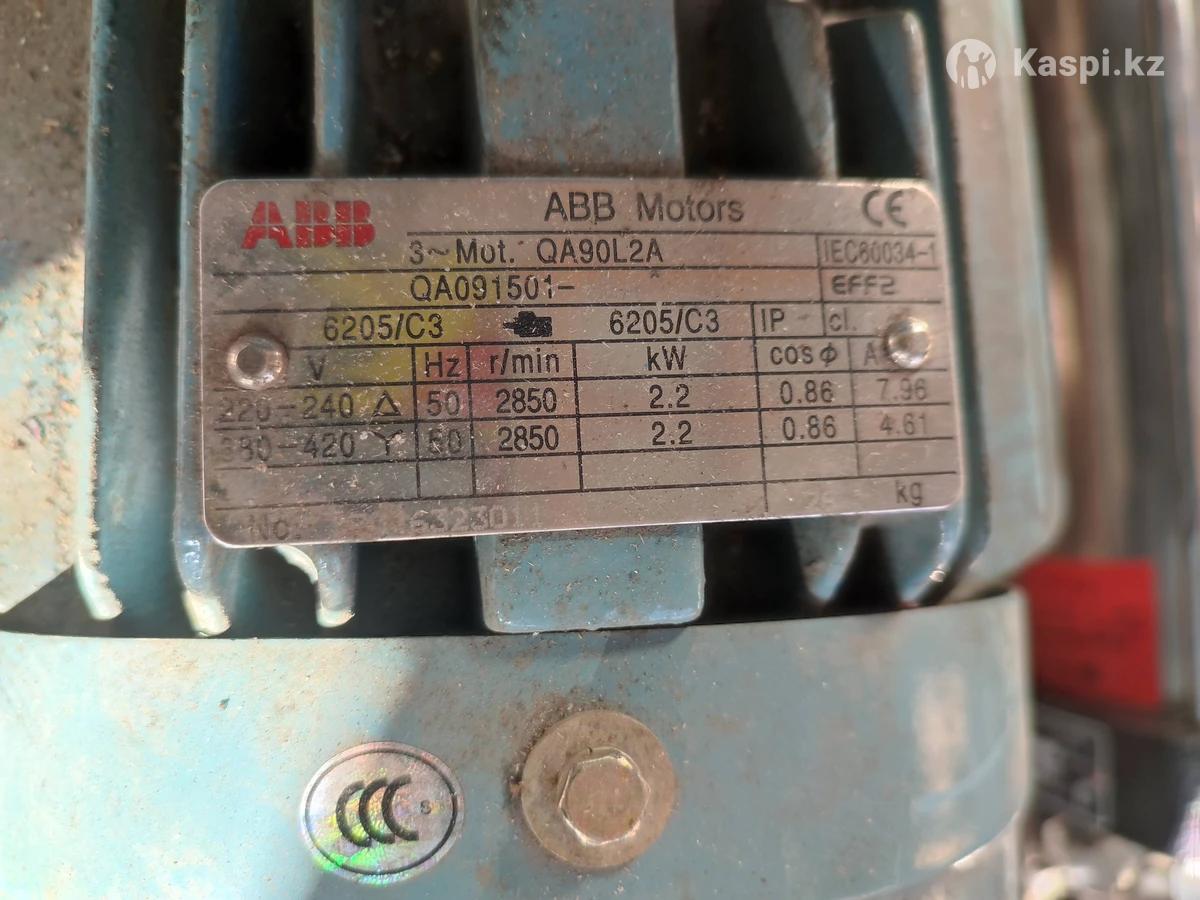 Kaspi.kz
ABB ABB Motors CE
3~Mot. QA90L2A IEC60034-1
QA091501- EFF2
6205/C3 6205/C3 IP cl.
V Hz r/min kW cos φ A
220-240 Δ 50 2850 2.2 0.86 7.96
380-420 Y 50 2850 2.2 0.86 4.61
kg
No.
CCC S